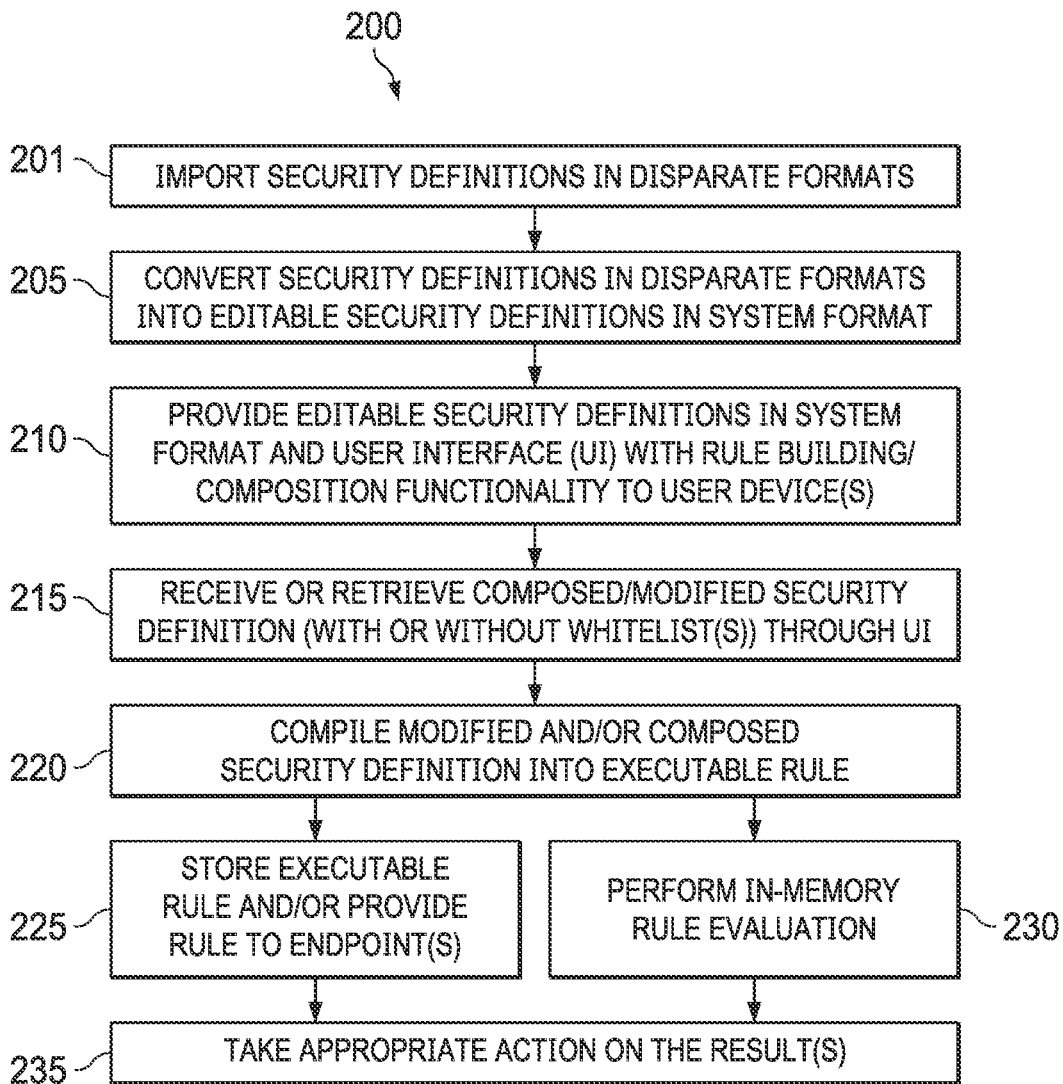 200
201
IMPORT SECURITY DEFINITIONS IN DISPARATE FORMATS
205
CONVERT SECURITY DEFINITIONS IN DISPARATE FORMATS
INTO EDITABLE SECURITY DEFINITIONS IN SYSTEM FORMAT
210
PROVIDE EDITABLE SECURITY DEFINITIONS IN SYSTEM
FORMAT AND USER INTERFACE (UI) WITH RULE BUILDING/
COMPOSITION FUNCTIONALITY TO USER DEVICE(S)
215
RECEIVE OR RETRIEVE COMPOSED/MODIFIED SECURITY
DEFINITION (WITH OR WITHOUT WHITELIST(S)) THROUGH UI
220
COMPILE MODIFIED AND/OR COMPOSED
SECURITY DEFINITION INTO EXECUTABLE RULE
225
STORE EXECUTABLE
RULE AND/OR PROVIDE
RULE TO ENDPOINT(S)
PERFORM IN-MEMORY
RULE EVALUATION
230
235
TAKE APPROPRIATE ACTION ON THE RESULT(S)